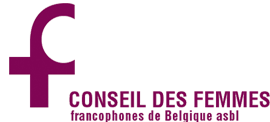 CONSEIL DES FEMMES
francophones de Belgique asbl